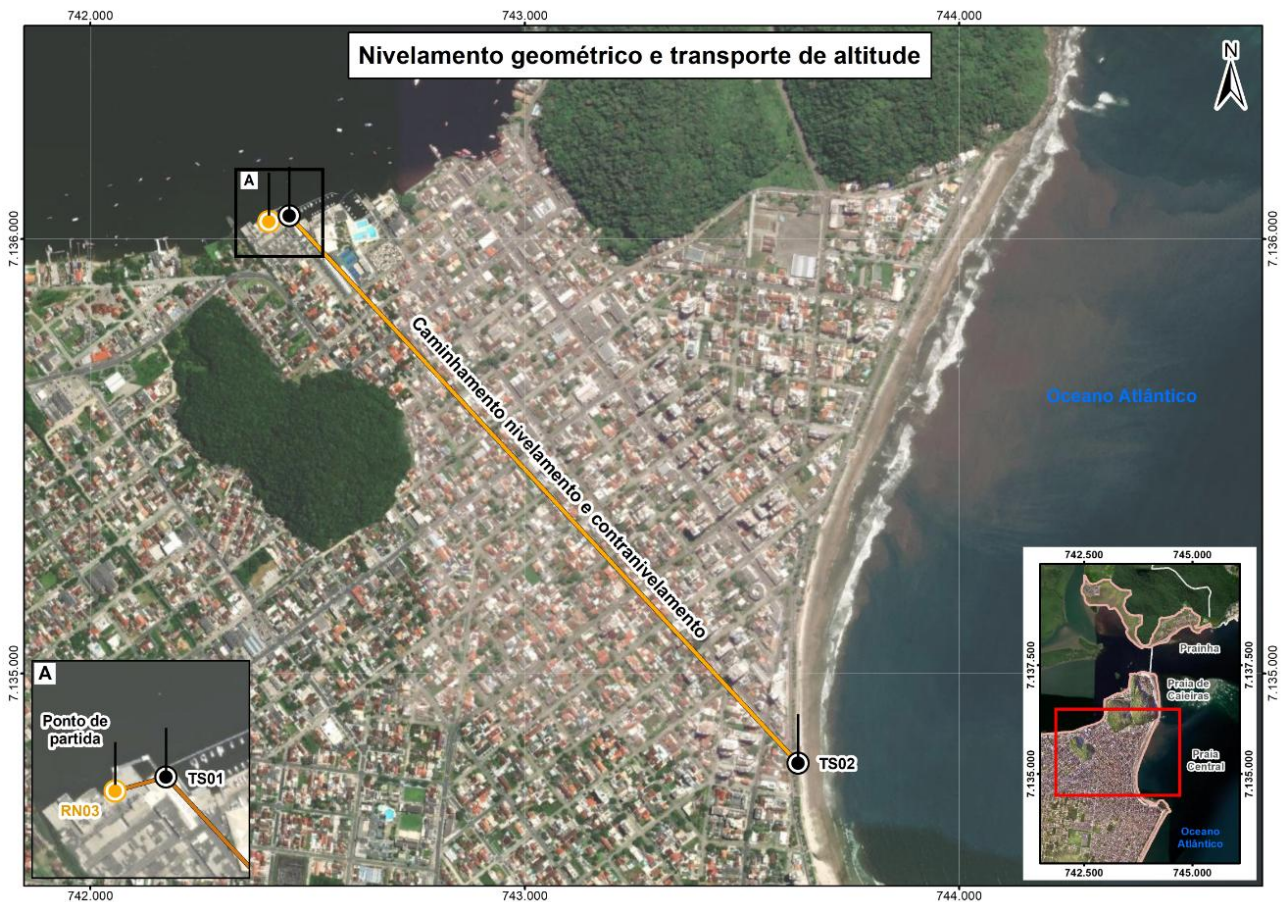 742.000
743.000
744.000
Nivelamento geométrico e transporte de altitude
N
A
7.136.000
7.136.000
Caminhamento nivelamento e contranivelamento
Oceano Atlântico
742.500
745.000
Prainha
7.137.500
7.137.500
Praia de
Caieiras
Praia
Central
7.135.000
7.135.000
Oceano
Atlântico
742.500
745.000
7.135.000
7.135.000
A
Ponto de
partida
TS01
RN03
TS02
742.000
743.000
744.000